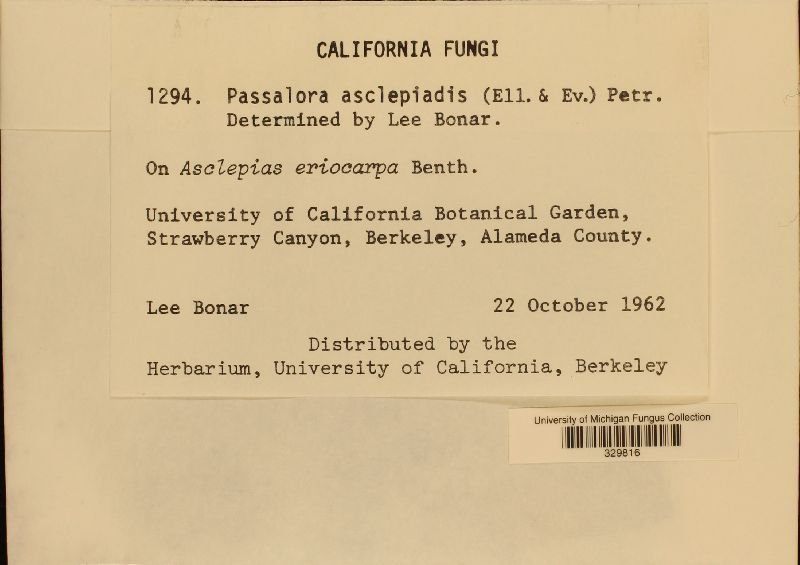 CALIFORNIA FUNGI
1294. Passalora asclepiadis (Ell. & Ev.) Petr.
Determined by Lee Bonar.
On Asclepias eriocarpa Benth.
University of California Botanical Garden,
Strawberry Canyon, Berkeley, Alameda County.
Lee Bonar 22 October 1962
Distributed by the
Herbarium, University of California, Berkeley
University of Michigan Fungus Collection
329816